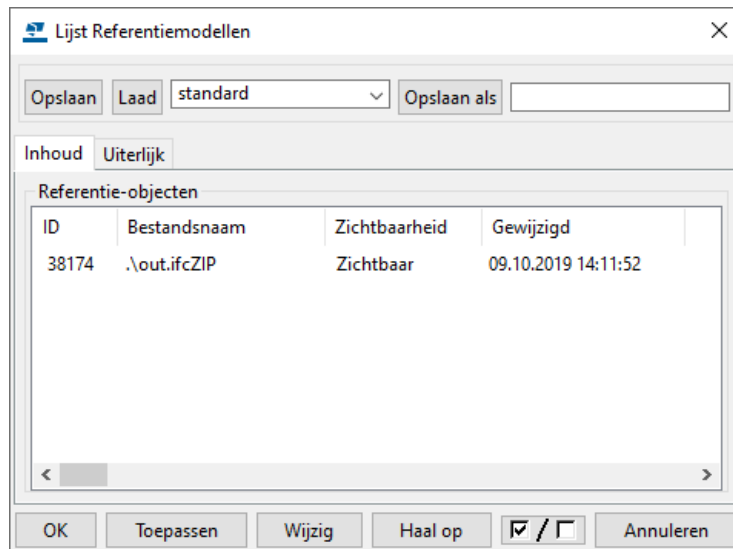 Lijst Referentiemodellen
Opslaan Laad standard Opslaan als
Inhoud Uiterlijk
Referentie-objecten
ID Bestandsnaam Zichtbaarheid Gewijzigd
38174 .\out.ifcZIP Zichtbaar 09.10.2019 14:11:52
OK Toepassen Wijzig Haal op / Annuleren